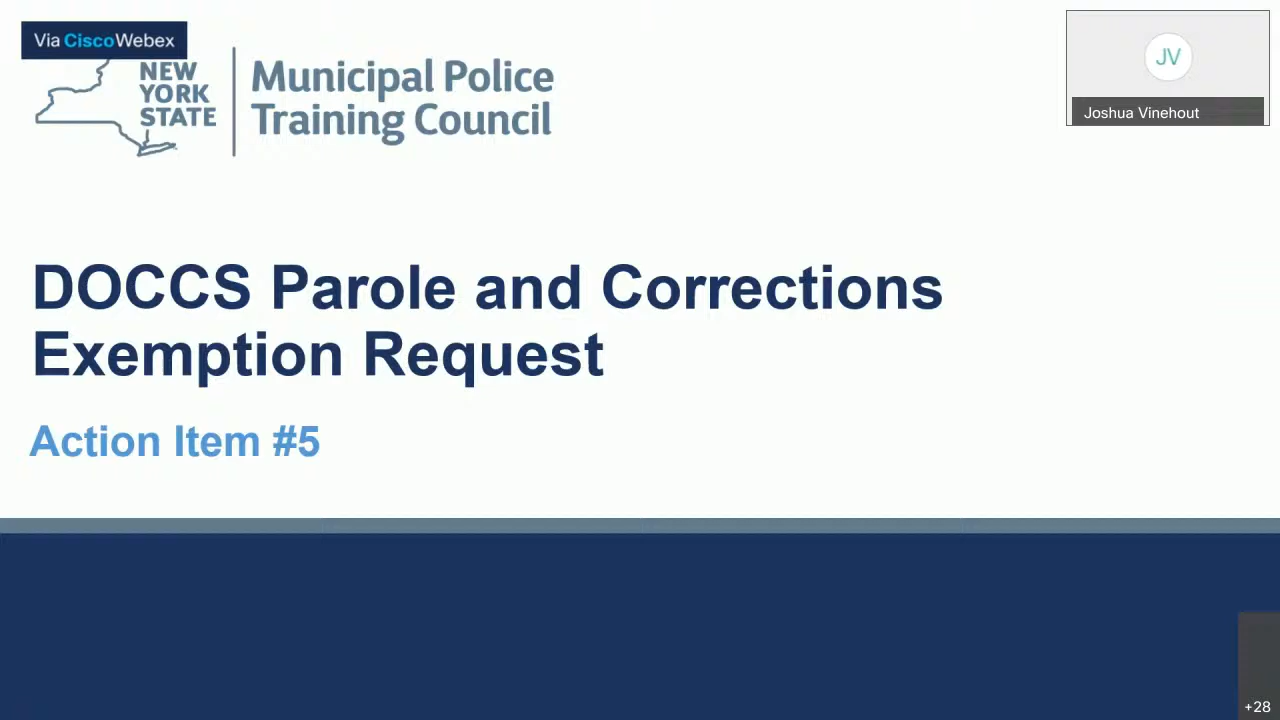 Via CiscoWebex
NEW
YORK
STATE
Municipal Police
Training Council
JV
Joshua Vinehout
DOCCS Parole and Corrections
Exemption Request
Action Item #5
+28